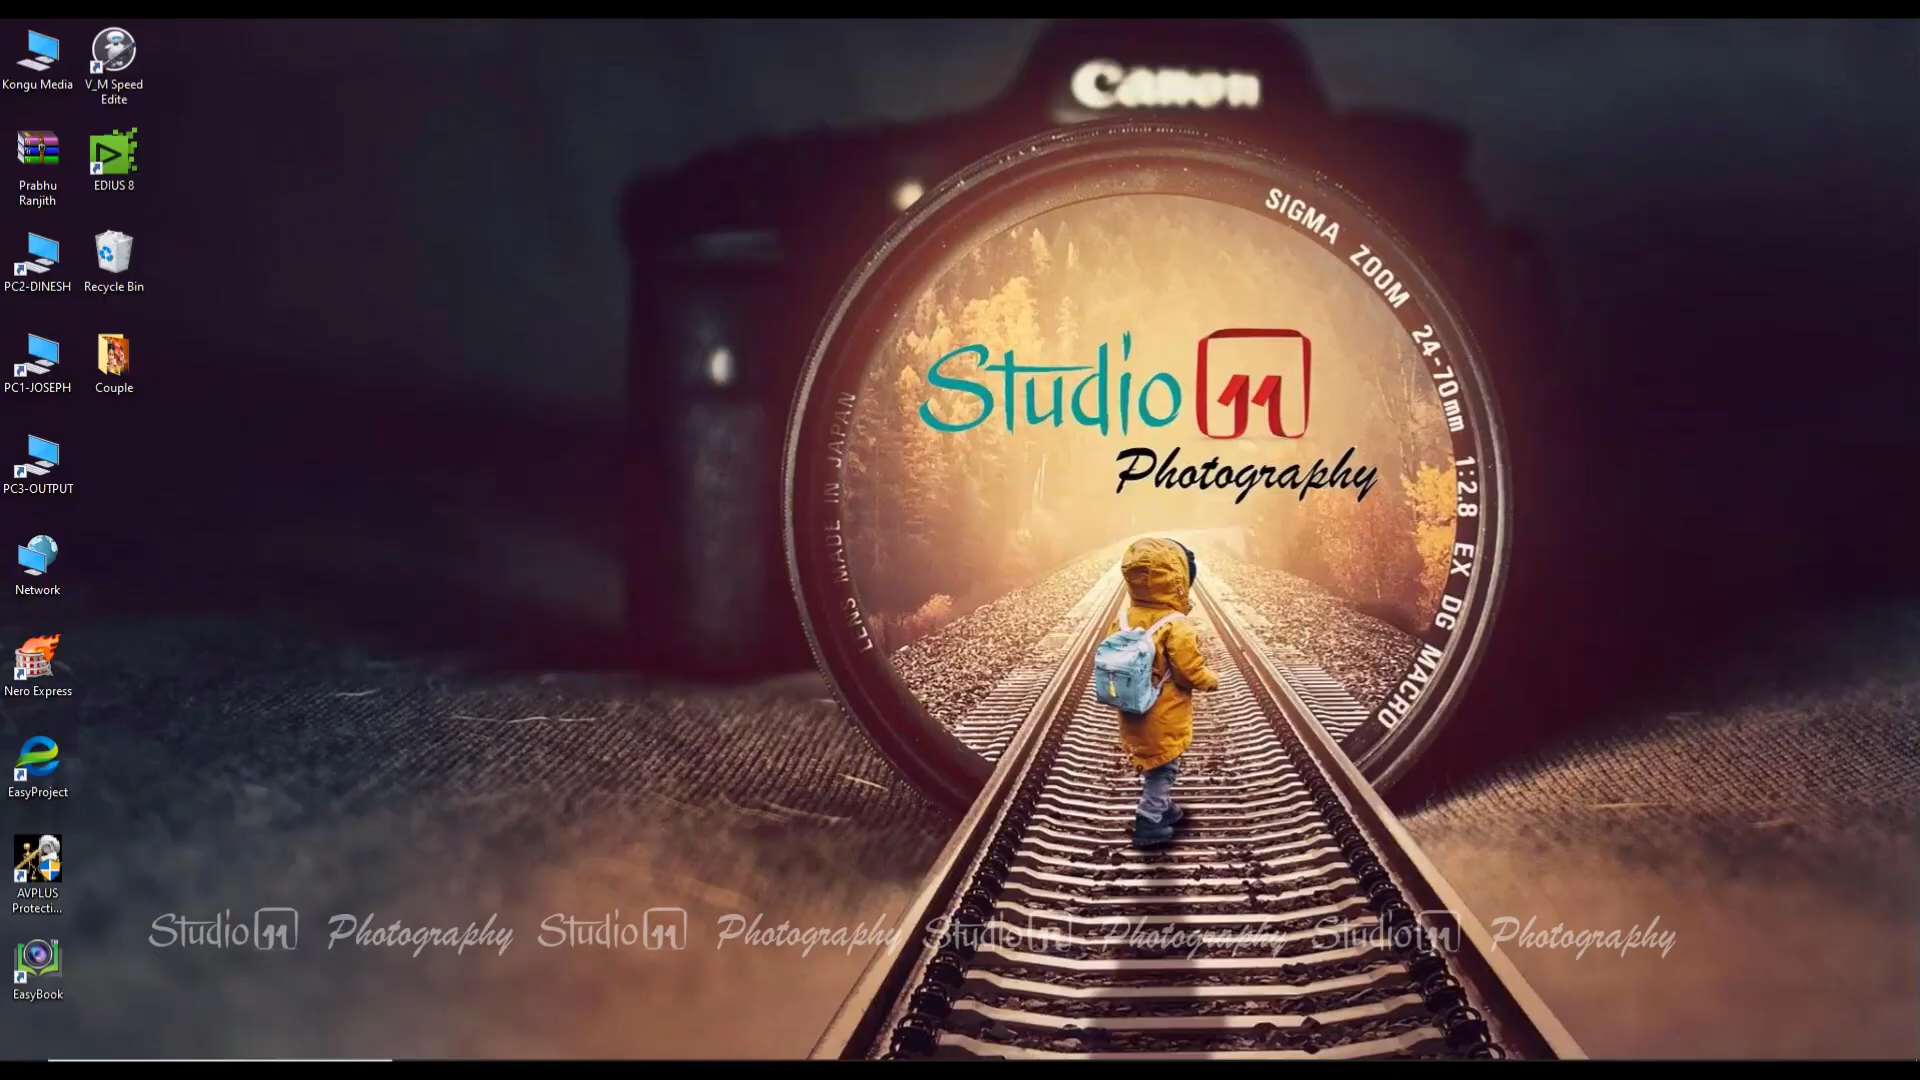 Kongu Media
V_M Speed
Edite
Prabhu
Ranjith
EDIUS 8
PC2-DINESH
Recycle Bin
PC1-JOSEPH
Couple
PC3-OUTPUT
Network
Nero Express
EasyProject
AVPLUS
Protecti...
EasyBook
Canon
SIGMA ZOOM 24-70mm 1:2.8 EX DG MACRO
LENS MADE IN JAPAN
Studio 11
Photography
Studio 11 Photography Studio 11 Photography Studio 11 Photography Studio 11 Photography